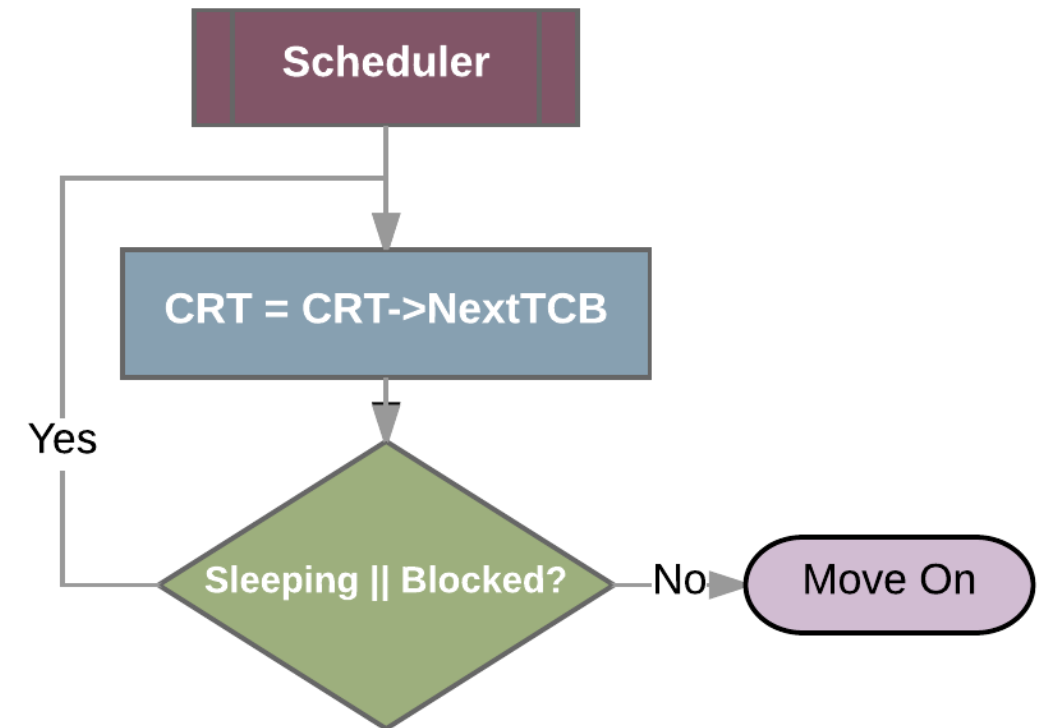 Scheduler
CRT = CRT->NextTCB
Yes
Sleeping || Blocked?
No
Move On